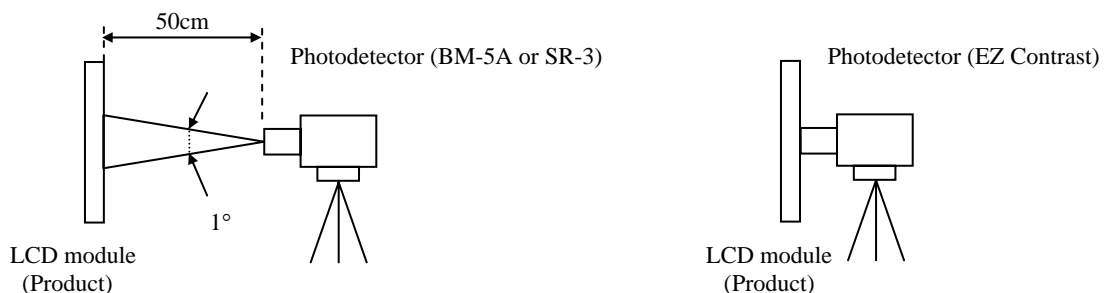 50cm
Photodetector (BM-5A or SR-3)
1°
LCD module
(Product)
Photodetector (EZ Contrast)
LCD module
(Product)